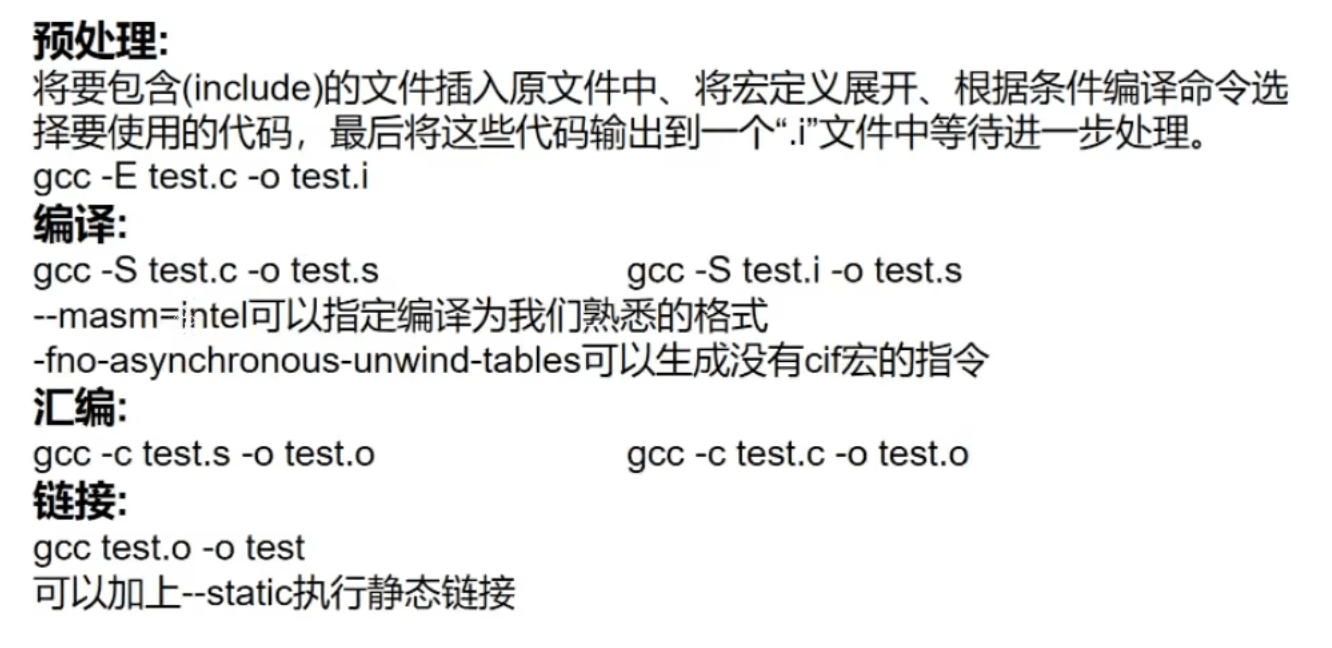 预处理:
将要包含(include)的文件插入原文件中、将宏定义展开、根据条件编译命令选
择要使用的代码，最后将这些代码输出到一个“.i”文件中等待进一步处理。
gcc -E test.c -o test.i
编译:
gcc -S test.c -o test.s gcc -S test.i -o test.s
--masm=intel可以指定编译为我们熟悉的格式
-fno-asynchronous-unwind-tables可以生成没有cif宏的指令
汇编:
gcc -c test.s -o test.o gcc -c test.c -o test.o
链接:
gcc test.o -o test
可以加上--static执行静态链接